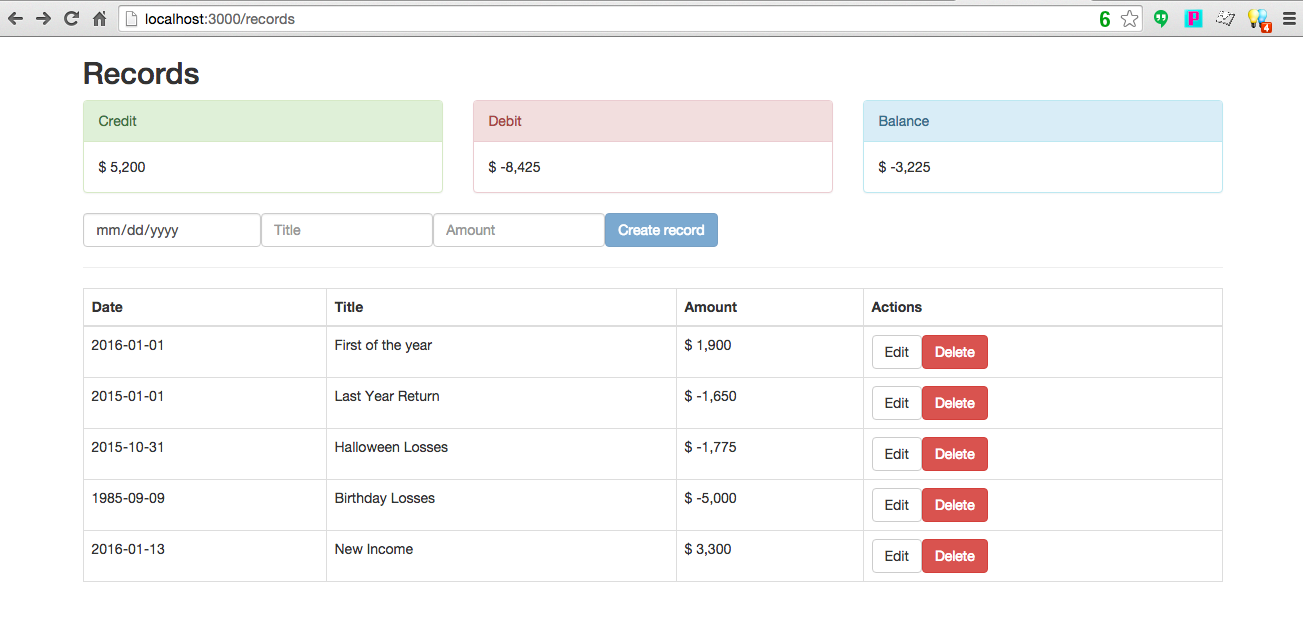 localhost:3000/records
6
P
4
Records
Credit Debit Balance
$ 5,200 $ -8,425 $ -3,225
mm/dd/yyyy Title Amount Create record
Date Title Amount Actions
2016-01-01 First of the year $ 1,900 Edit Delete
2015-01-01 Last Year Return $ -1,650 Edit Delete
2015-10-31 Halloween Losses $ -1,775 Edit Delete
1985-09-09 Birthday Losses $ -5,000 Edit Delete
2016-01-13 New Income $ 3,300 Edit Delete